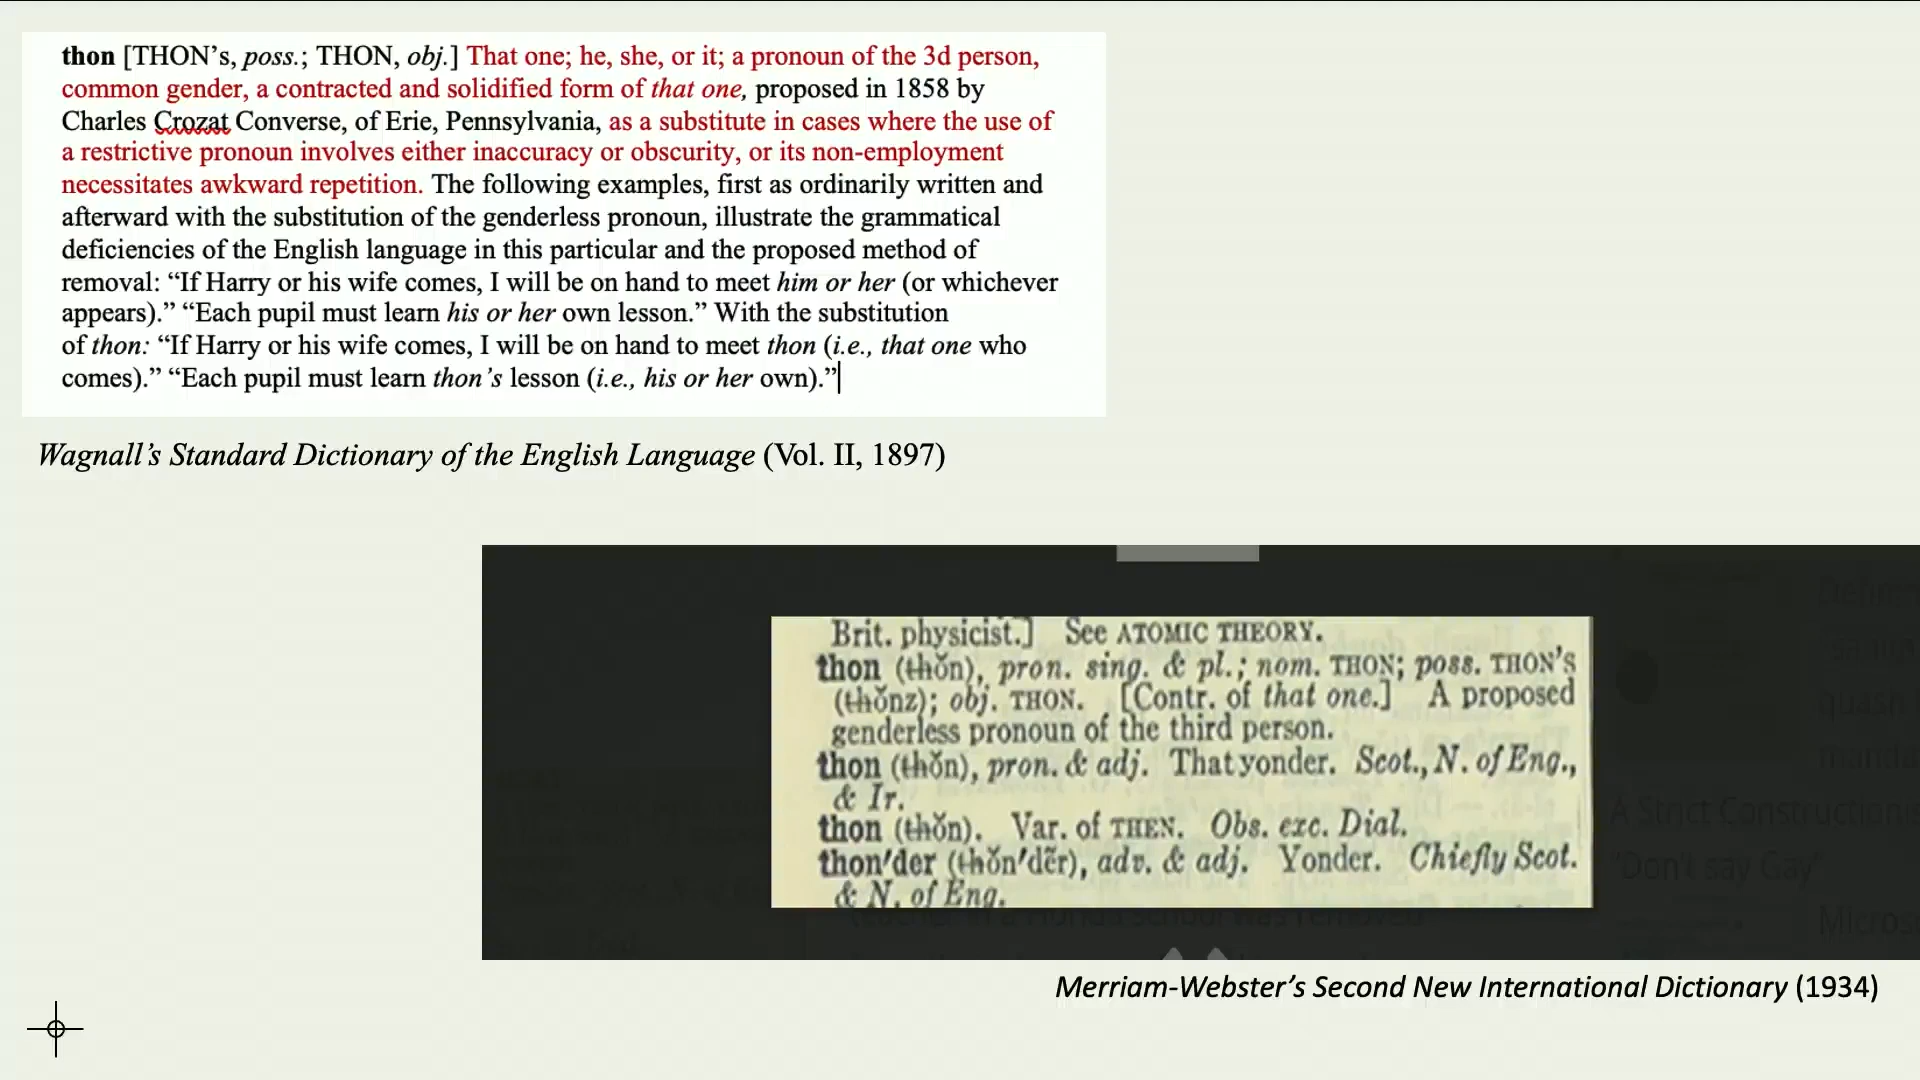 thon [THON’s, poss.; THON, obj.] That one; he, she, or it; a pronoun of the 3d person,
common gender, a contracted and solidified form of that one, proposed in 1858 by
Charles Crozat Converse, of Erie, Pennsylvania, as a substitute in cases where the use of
a restrictive pronoun involves either inaccuracy or obscurity, or its non-employment
necessitates awkward repetition. The following examples, first as ordinarily written and
afterward with the substitution of the genderless pronoun, illustrate the grammatical
deficiencies of the English language in this particular and the proposed method of
removal: “If Harry or his wife comes, I will be on hand to meet him or her (or whichever
appears).” “Each pupil must learn his or her own lesson.” With the substitution
of thon: “If Harry or his wife comes, I will be on hand to meet thon (i.e., that one who
comes).” “Each pupil must learn thon’s lesson (i.e., his or her own).”
Wagnall’s Standard Dictionary of the English Language (Vol. II, 1897)
Brit. physicist.] See ATOMIC THEORY.
thon (thŏn), pron. sing. & pl.; nom. THON; poss. THON'S
(thŏnz); obj. THON. [Contr. of that one.] A proposed
genderless pronoun of the third person.
thon (thŏn), pron. & adj. That yonder. Scot., N. of Eng.,
& Ir.
thon (thŏn). Var. of THEN. Obs. exc. Dial.
thon′der (thŏn′dẽr), adv. & adj. Yonder. Chiefly Scot.
& N. of Eng.
A Strict Constructionis
"Don't say Gay"
Micros
Merriam-Webster’s Second New International Dictionary (1934)